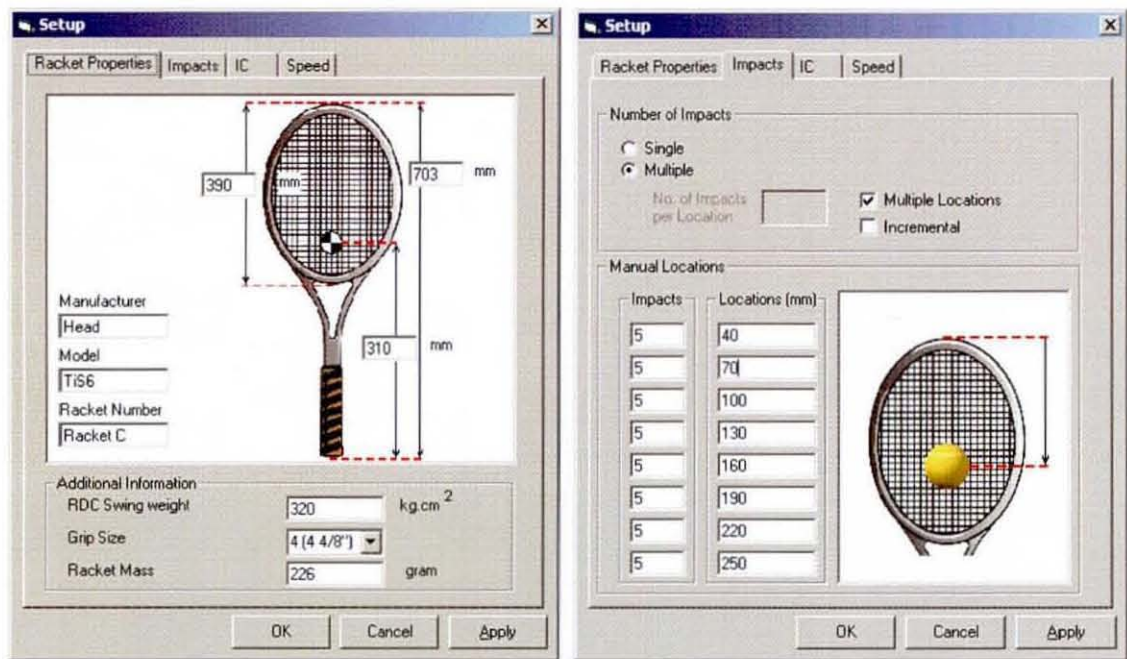 Setup
Racket Properties Impacts IC Speed
390 mm
703 mm
310 mm
Manufacturer
Head
Model
TiS6
Racket Number
Racket C
Additional Information
RDC Swing weight 320 kg.cm 2
Grip Size 4 (4 4/8")
Racket Mass 226 gram
OK Cancel Apply
Setup
Racket Properties Impacts IC Speed
Number of Impacts
Single
Multiple
No. of Impacts
per Location
Multiple Locations
Incremental
Manual Locations
Impacts Locations (mm)
5 40
5 70
5 100
5 130
5 160
5 190
5 220
5 250
OK Cancel Apply